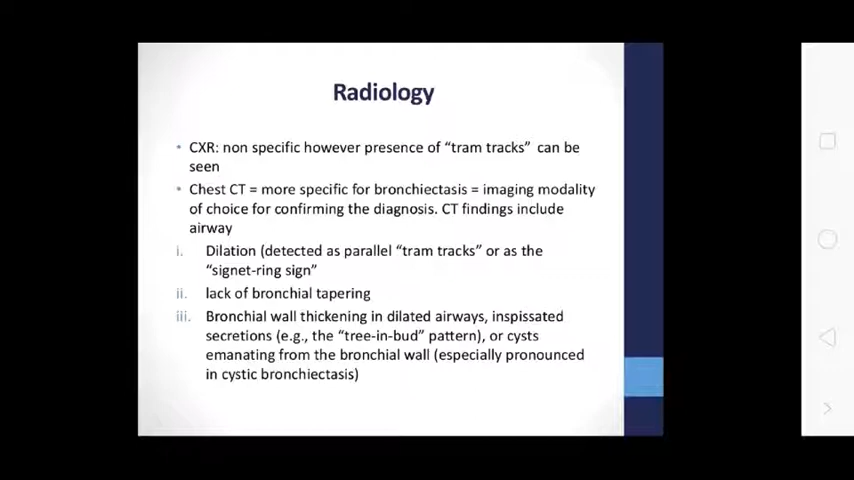 Radiology
• CXR: non specific however presence of “tram tracks” can be
seen
• Chest CT = more specific for bronchiectasis = imaging modality
of choice for confirming the diagnosis. CT findings include
airway
i. Dilation (detected as parallel “tram tracks” or as the
“signet-ring sign”
ii. lack of bronchial tapering
iii. Bronchial wall thickening in dilated airways, inspissated
secretions (e.g., the “tree-in-bud” pattern), or cysts
emanating from the bronchial wall (especially pronounced
in cystic bronchiectasis)